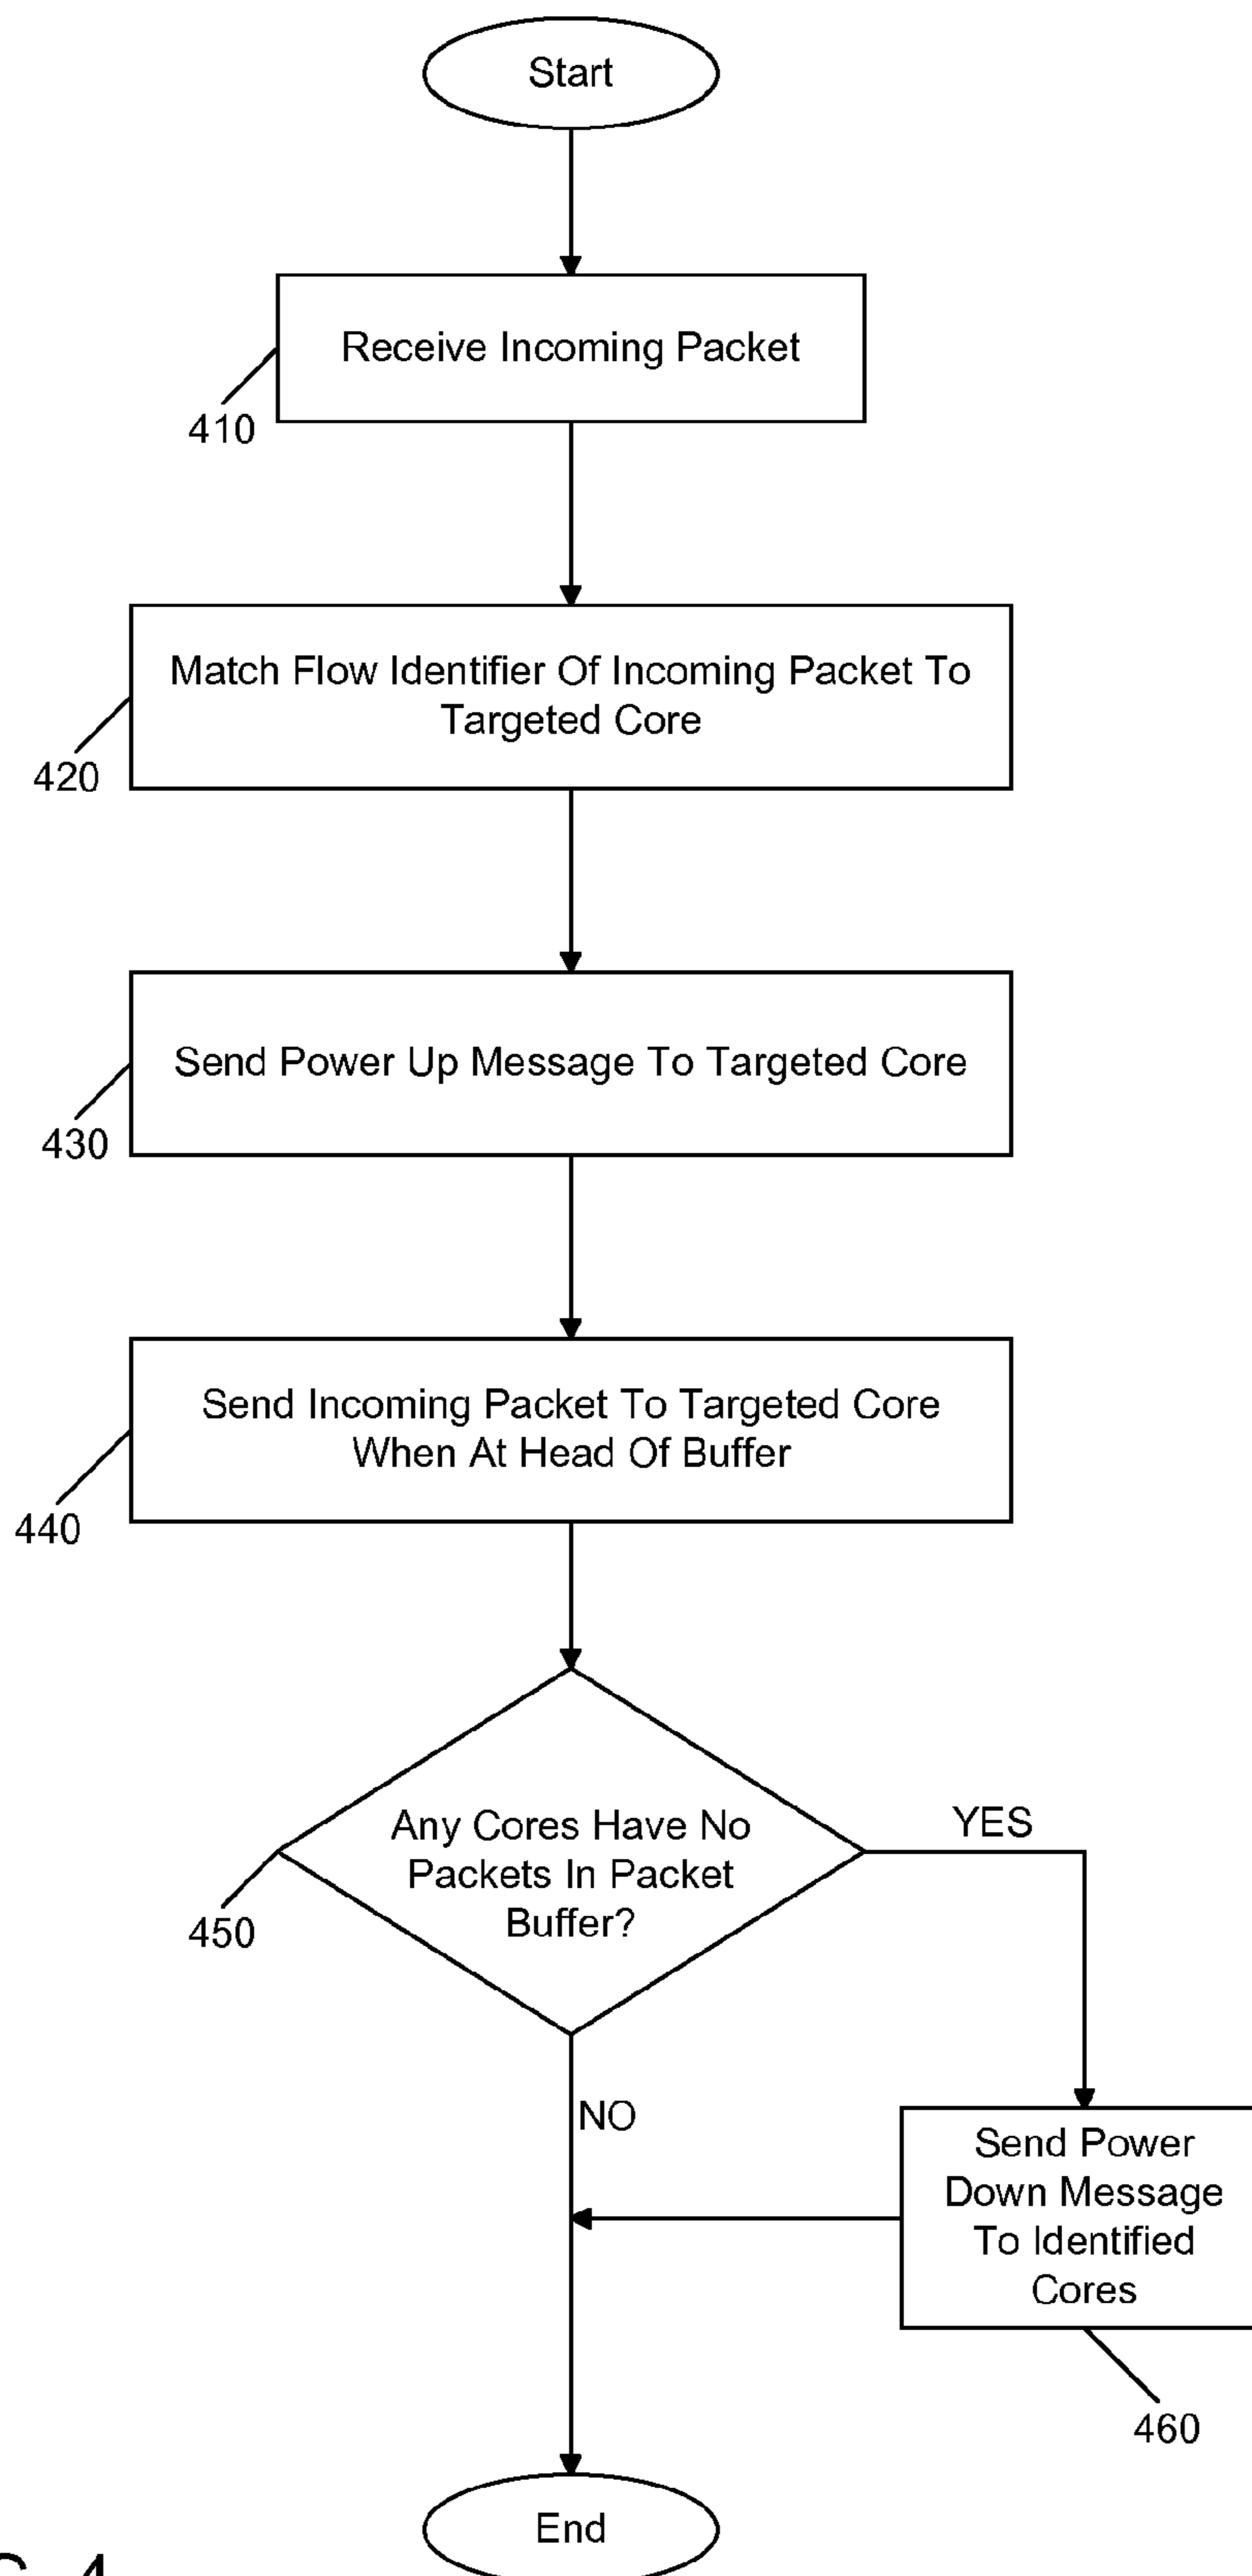 Start
Receive Incoming Packet
410
Match Flow Identifier Of Incoming Packet To
Targeted Core
420
Send Power Up Message To Targeted Core
430
Send Incoming Packet To Targeted Core
When At Head Of Buffer
440
Any Cores Have No
Packets In Packet
Buffer?
450
YES
NO
Send Power
Down Message
To Identified
Cores
460
End